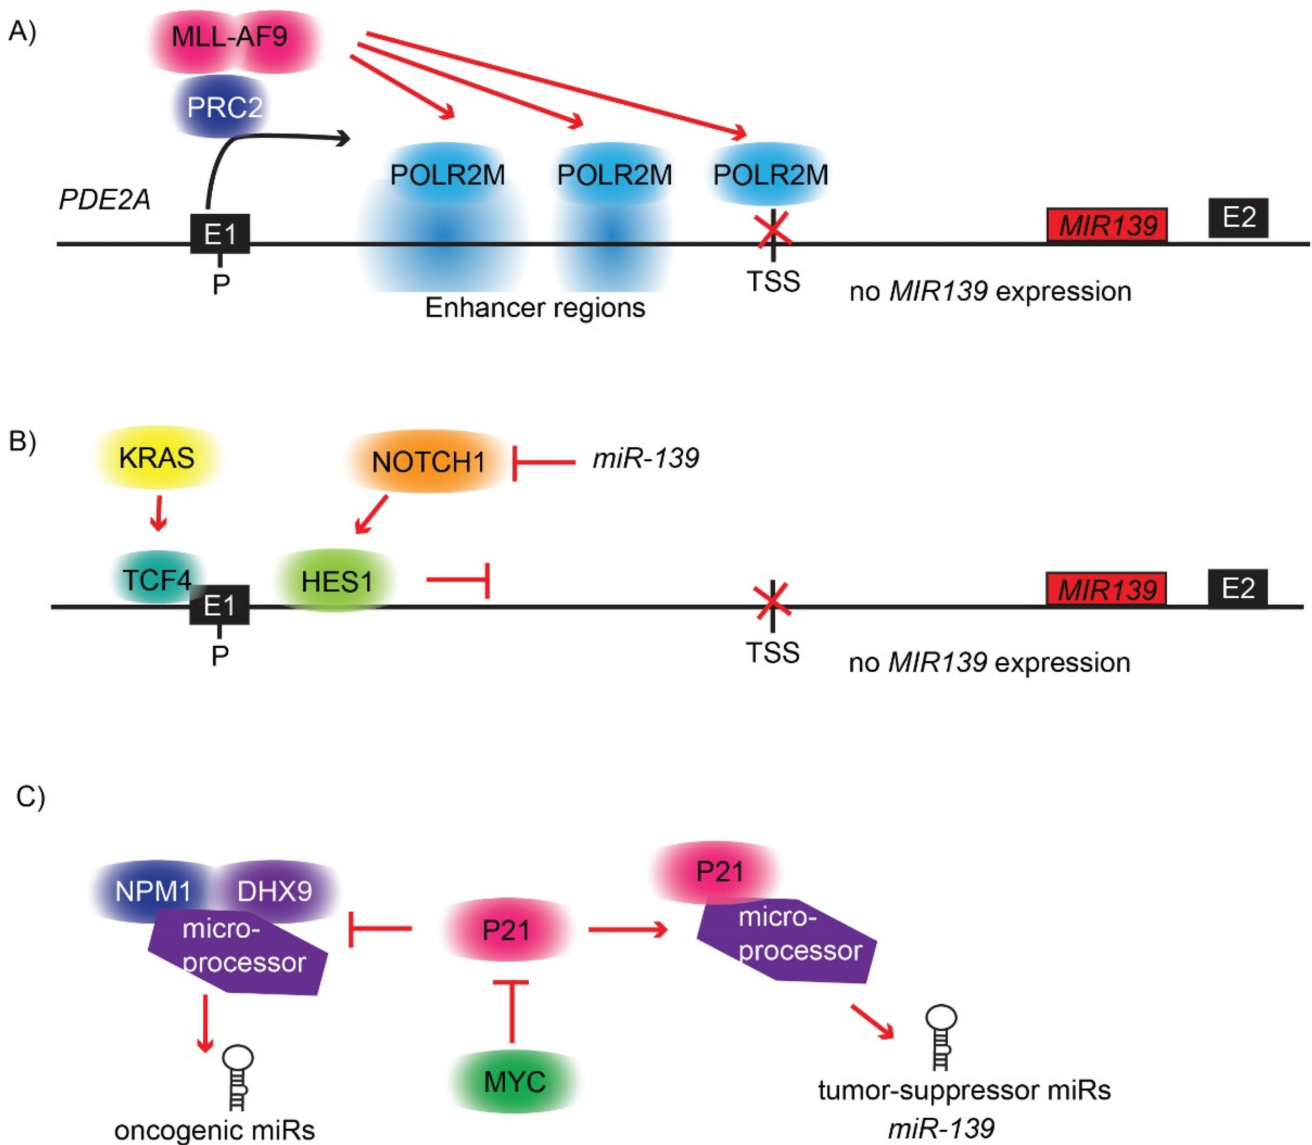 A)
MLL-AF9
PRC2
POLR2M
POLR2M
POLR2M
PDE2A
E1
MIR139
E2
P
TSS
no MIR139 expression
Enhancer regions
B)
KRAS
NOTCH1
miR-139
TCF4
HES1
E1
MIR139
E2
P
TSS
no MIR139 expression
C)
NPM1
DHX9
micro-
processor
P21
P21
micro-
processor
MYC
oncogenic miRs
tumor-suppressor miRs
miR-139